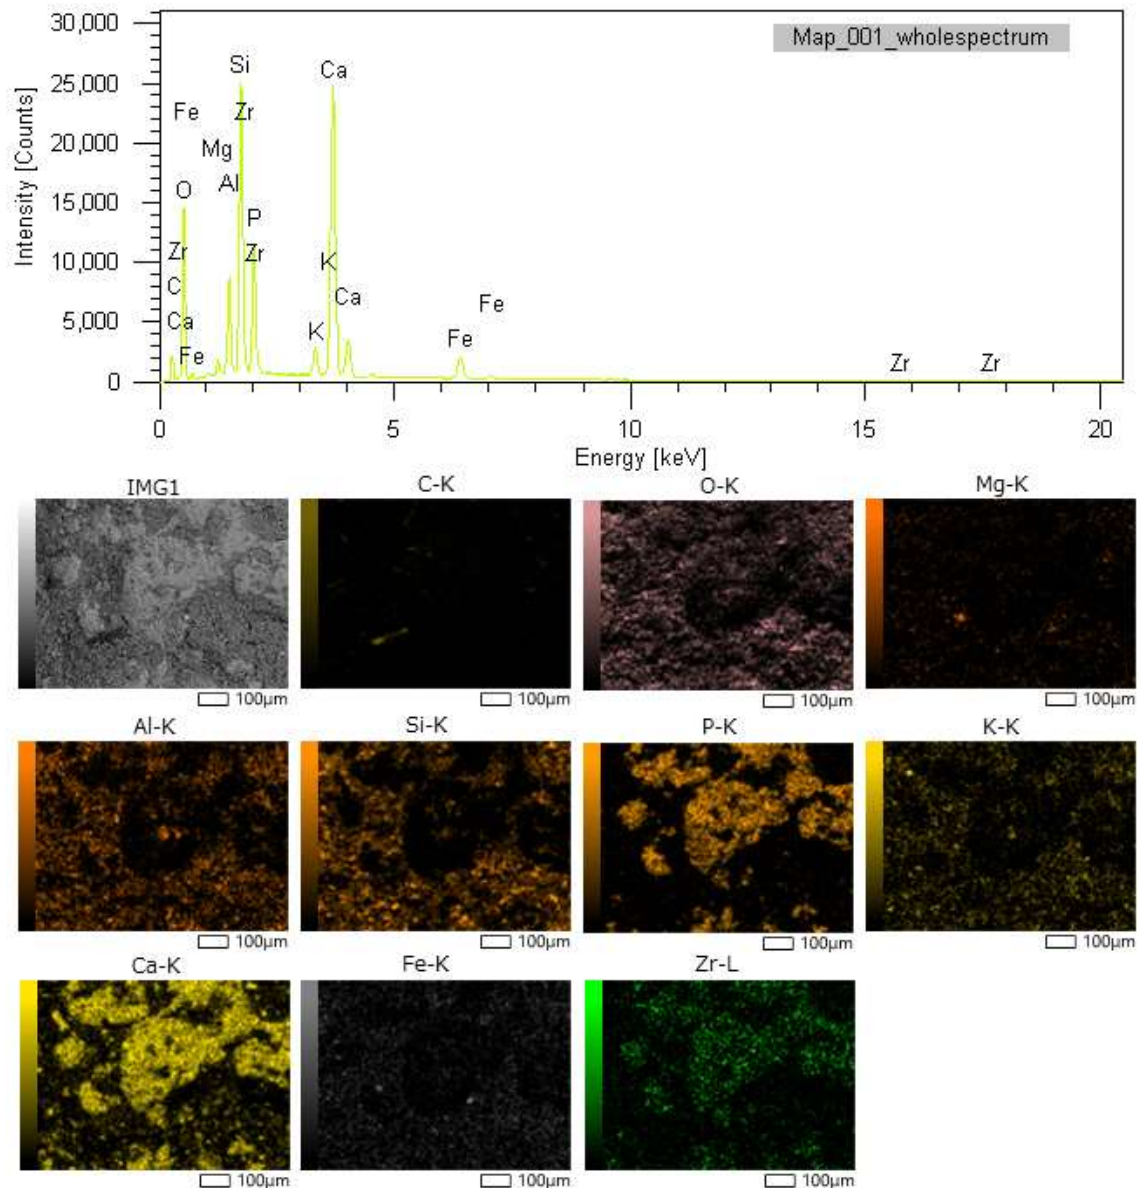 30,000
Map_001_wholespectrum
Si
Ca
25,000
Fe
Zr
20,000
Mg
Al
O
15,000
P
Zr
Zr
10,000
K
C
Ca
Ca
5,000
Fe
K
Fe
Fe
Zr
Zr
0
0
5
10
15
20
Intensity [Counts]
Energy [keV]
IMG1
C-K
O-K
Mg-K
100μm
100μm
100μm
100μm
Al-K
Si-K
P-K
K-K
100μm
100μm
100μm
100μm
Ca-K
Fe-K
Zr-L
100μm
100μm
100μm